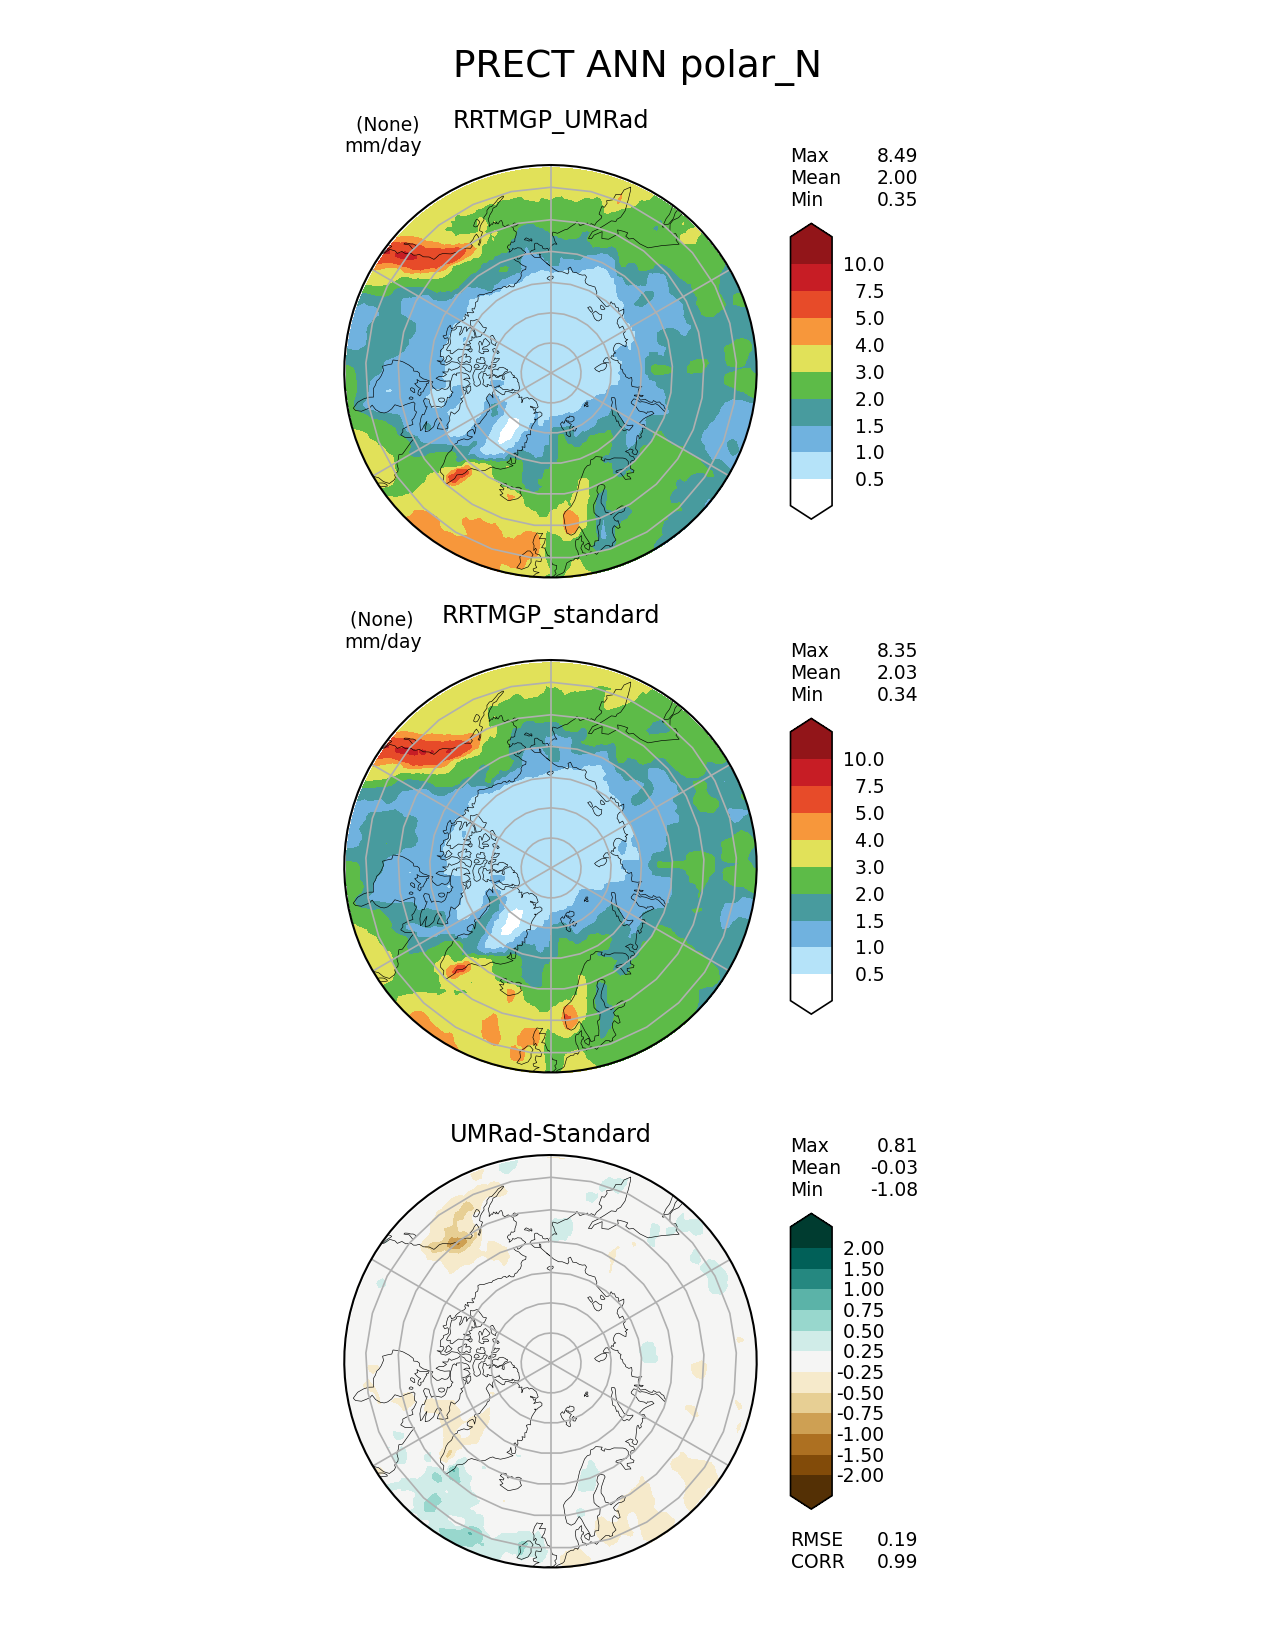 PRECT ANN polar_N
(None)
mm/day
RRTMGP_UMRad
Max 8.49
Mean 2.00
Min 0.35
10.0
7.5
5.0
4.0
3.0
2.0
1.5
1.0
0.5
(None)
mm/day
RRTMGP_standard
Max 8.35
Mean 2.03
Min 0.34
10.0
7.5
5.0
4.0
3.0
2.0
1.5
1.0
0.5
UMRad-Standard
Max 0.81
Mean -0.03
Min -1.08
2.00
1.50
1.00
0.75
0.50
0.25
-0.25
-0.50
-0.75
-1.00
-1.50
-2.00
RMSE 0.19
CORR 0.99